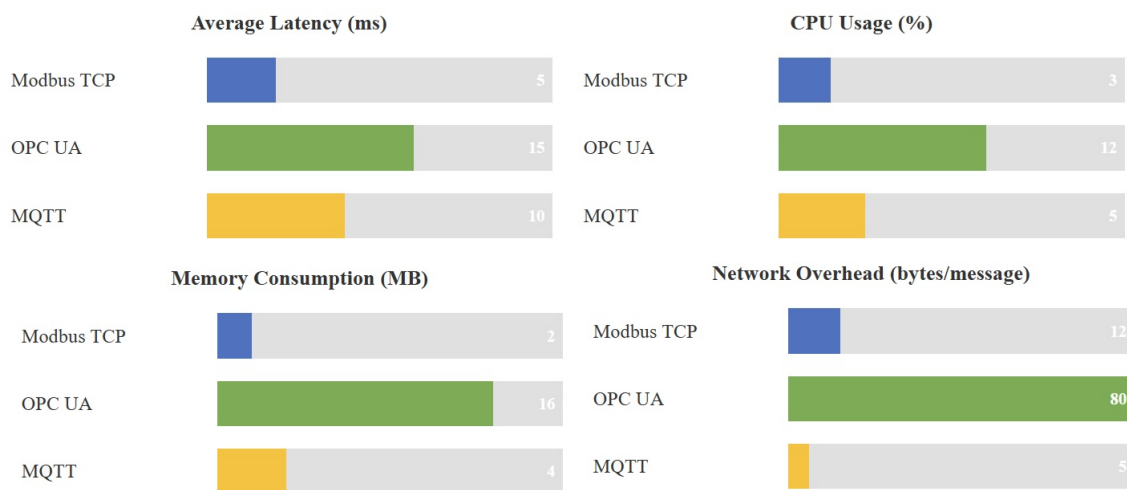 Average Latency (ms)
Modbus TCP 5
OPC UA 15
MQTT 10
CPU Usage (%)
Modbus TCP 3
OPC UA 12
MQTT 5
Memory Consumption (MB)
Modbus TCP 2
OPC UA 16
MQTT 4
Network Overhead (bytes/message)
Modbus TCP 12
OPC UA 80
MQTT 5